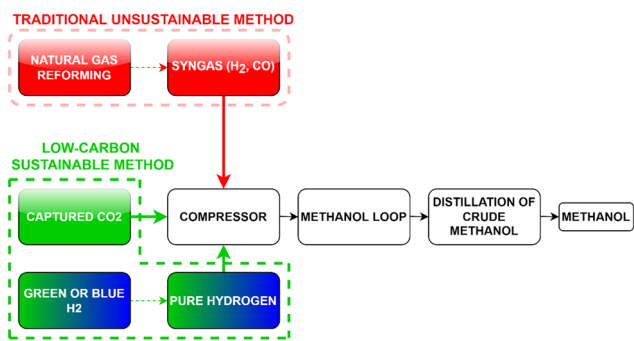 TRADITIONAL UNSUSTAINABLE METHOD
NATURAL GAS
REFORMING
SYNGAS (H2, CO)
LOW-CARBON
SUSTAINABLE METHOD
CAPTURED CO2
COMPRESSOR
METHANOL LOOP
DISTILLATION OF
CRUDE
METHANOL
METHANOL
GREEN OR BLUE
H2
PURE HYDROGEN